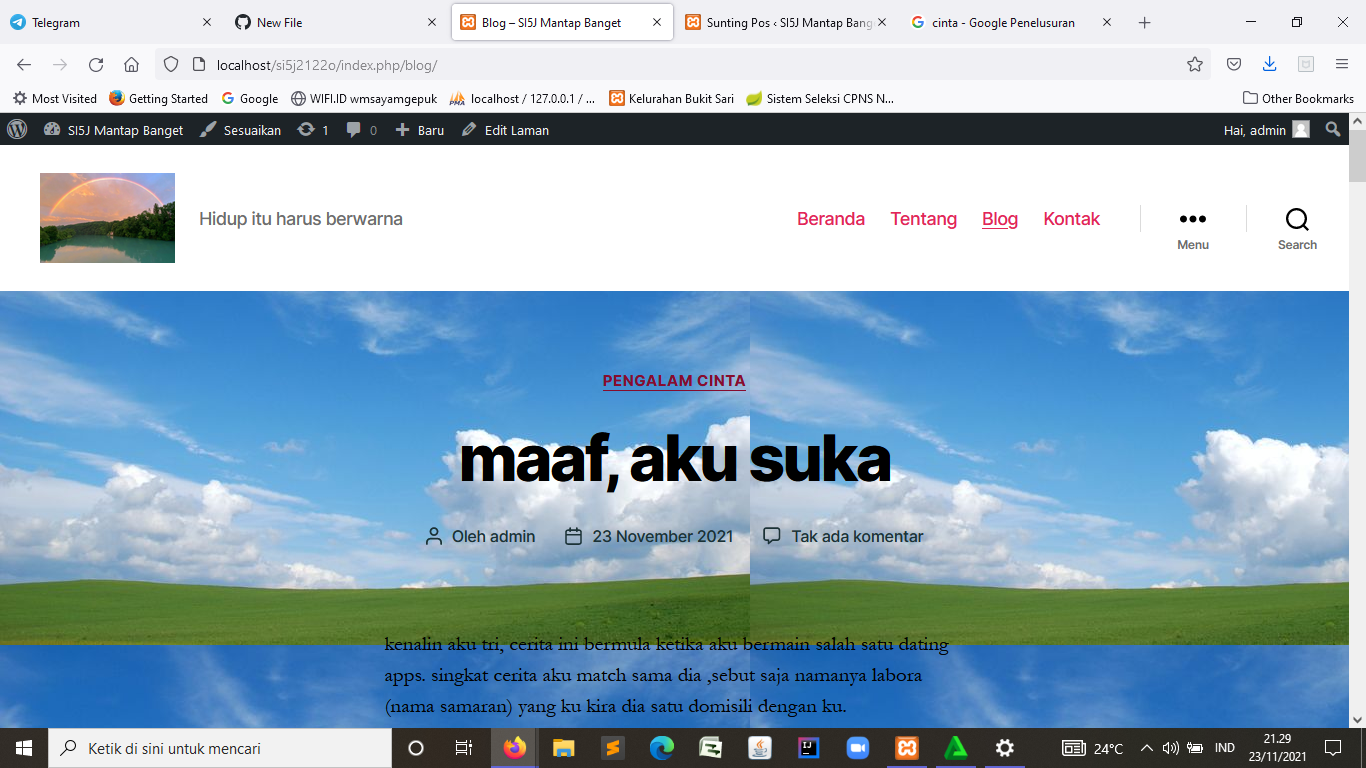 Telegram
New File
Blog – SI5J Mantap Banget
Sunting Pos ‹ SI5J Mantap Bang
cinta - Google Penelusuran
localhost/si5j2122o/index.php/blog/
Most Visited
Getting Started
Google
WIFI.ID wmsayamgepuk
localhost / 127.0.0.1 / ...
Kelurahan Bukit Sari
Sistem Seleksi CPNS N...
Other Bookmarks
SI5J Mantap Banget
Sesuaikan
1
0
Baru
Edit Laman
Hai, admin
Hidup itu harus berwarna
Beranda
Tentang
Blog
Kontak
Menu
Search
PENGALAM CINTA
maaf, aku suka
Oleh admin
23 November 2021
Tak ada komentar
kenalin aku tri, cerita ini bermula ketika aku bermain salah satu dating
apps. singkat cerita aku match sama dia ,sebut saja namanya labora
(nama samaran) yang ku kira dia satu domisili dengan ku.
Ketik di sini untuk mencari
24°C
IND
21.29
23/11/2021